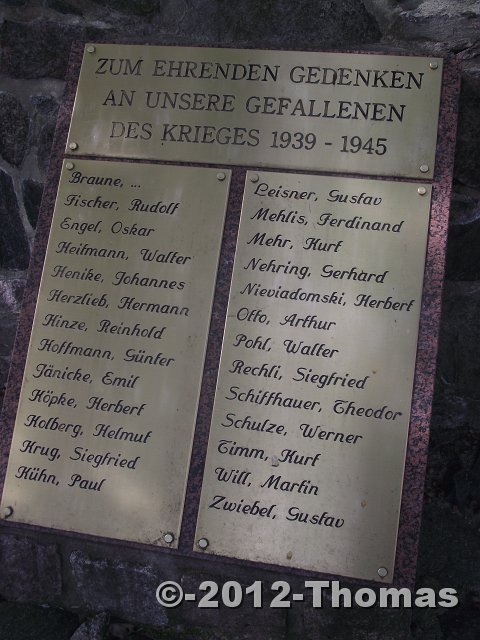 ZUM EHRENDEN GEDENKEN
AN UNSERE GEFALLENEN
DES KRIEGES 1939 - 1945
Braune, ...
Fischer, Rudolf
Engel, Oskar
Heitmann, Walter
Henike, Johannes
Herzlieb, Hermann
Hinze, Reinhold
Hoffmann, Günter
Jänicke, Emil
Köpke, Herbert
Kolberg, Helmut
Krug, Siegfried
Kühn, Paul
Leisner, Gustav
Mehlis, Ferdinand
Mehr, Kurt
Nehring, Gerhard
Nieviadomski, Herbert
Otto, Arthur
Pohl, Walter
Rechli, Siegfried
Schiffhauer, Theodor
Schulze, Werner
Timm, Kurt
Will, Martin
Zwiebel, Gustav
©-2012-Thomas